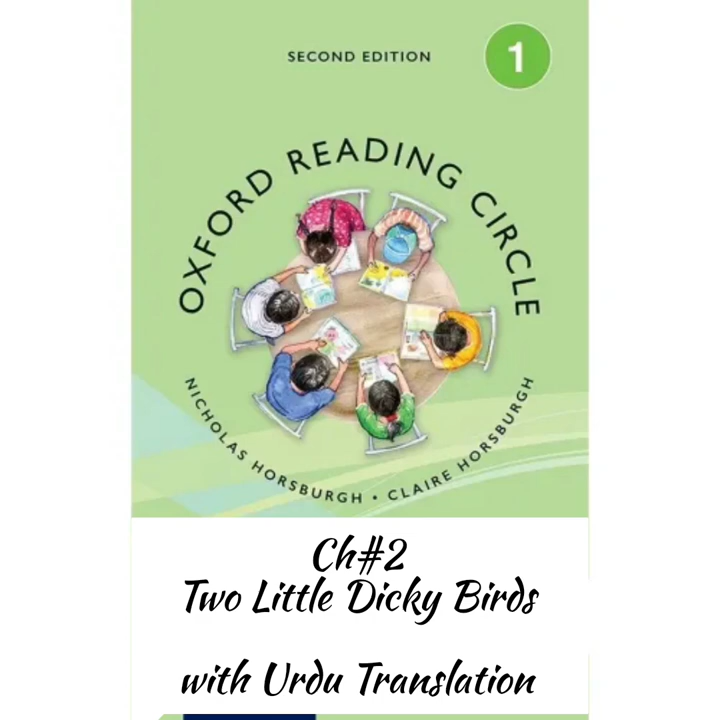 SECOND EDITION
1
OXFORD READING CIRCLE
NICHOLAS HORSBURGH • CLAIRE HORSBURGH
Ch#2
Two Little Dicky Birds
with Urdu Translation